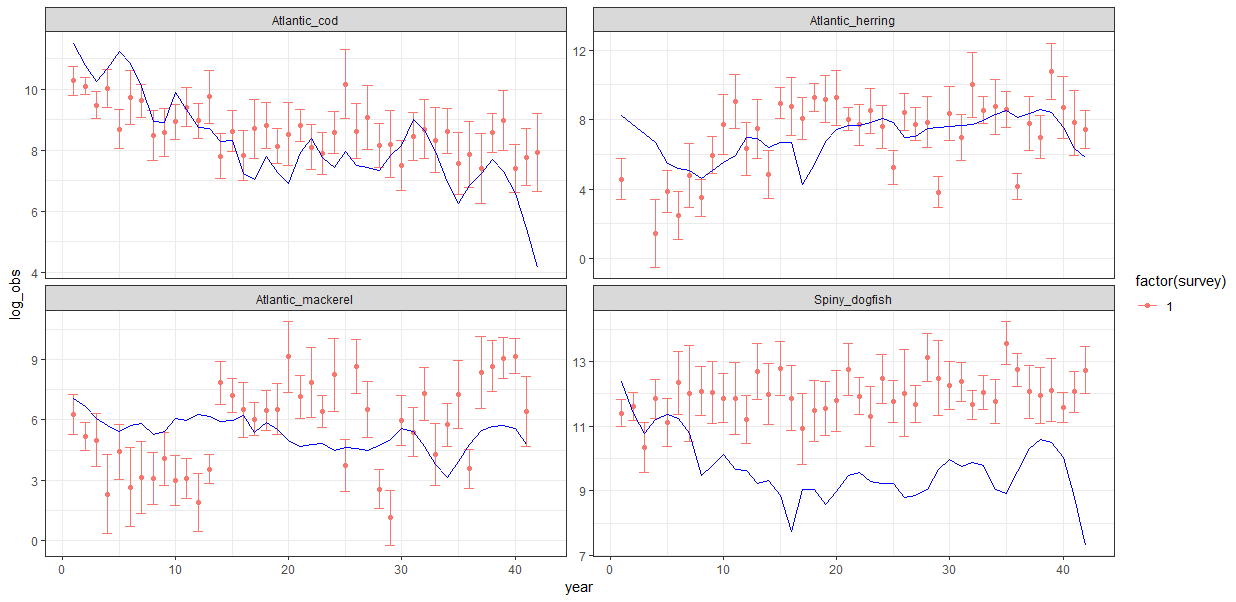 Atlantic_cod
Atlantic_herring
10
8
6
4
12
8
4
0
log_obs
Atlantic_mackerel
Spiny_dogfish
9
6
3
0
13
11
9
7
0 10 20 30 40
0 10 20 30 40
year
factor(survey)
1